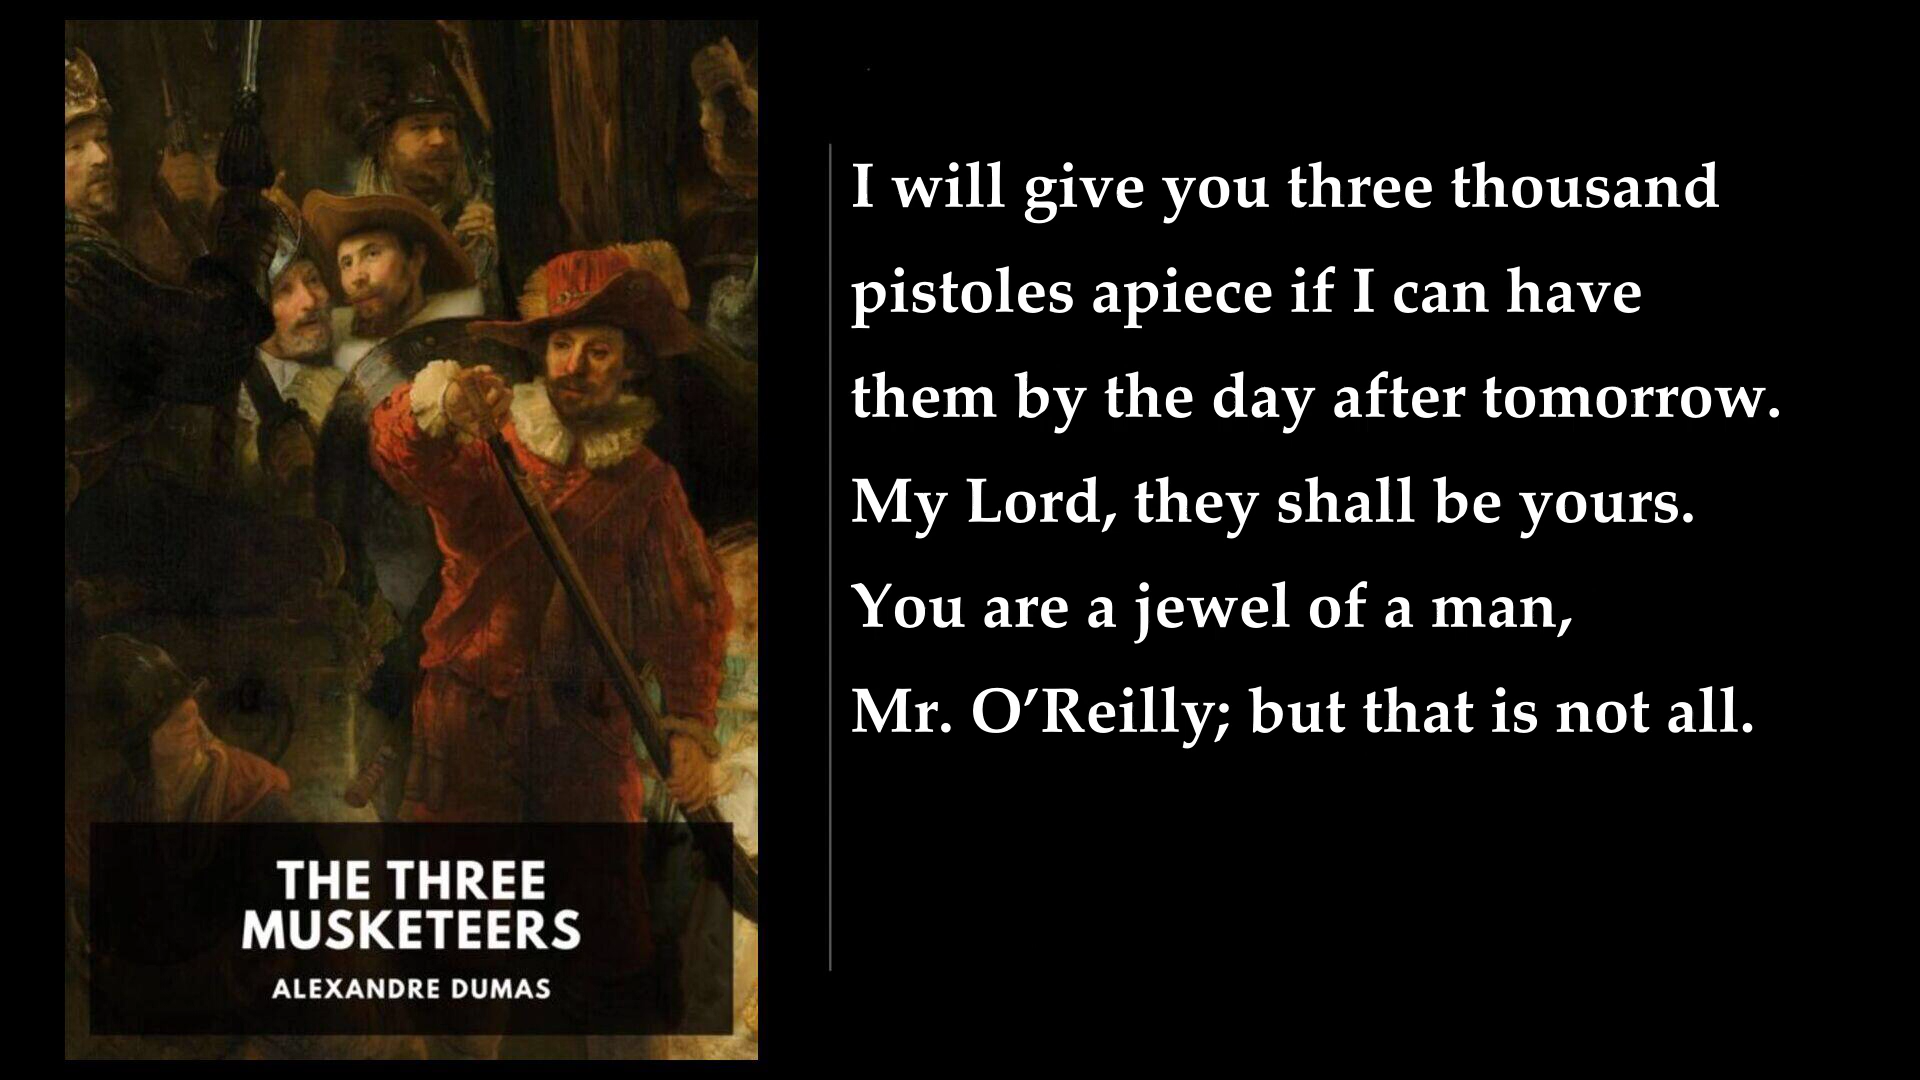 THE THREE
MUSKETEERS
ALEXANDRE DUMAS
I will give you three thousand
pistoles apiece if I can have
them by the day after tomorrow.
My Lord, they shall be yours.
You are a jewel of a man,
Mr. O’Reilly; but that is not all.